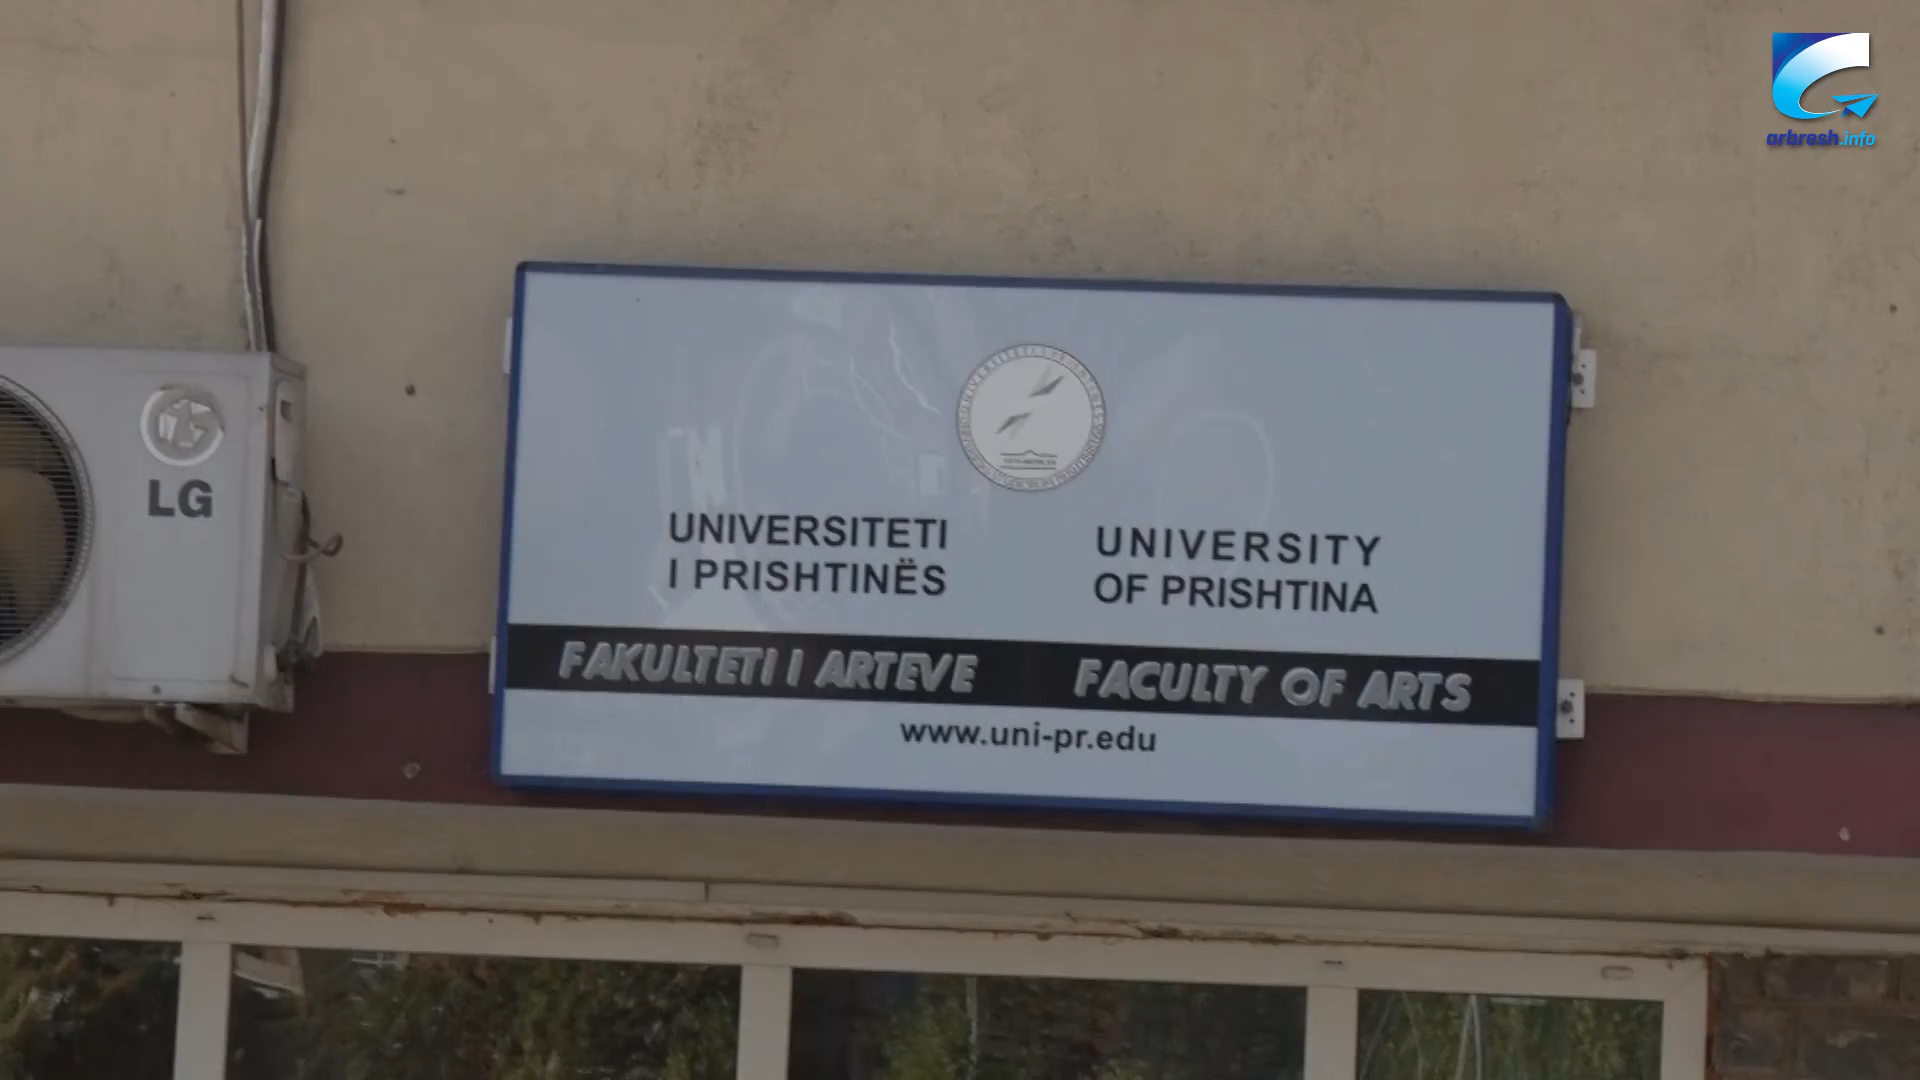 arbresh.info
LG
UNIVERSITETI
I PRISHTINËS
UNIVERSITY
OF PRISHTINA
FAKULTETI I ARTEVE
FACULTY OF ARTS
www.uni-pr.edu